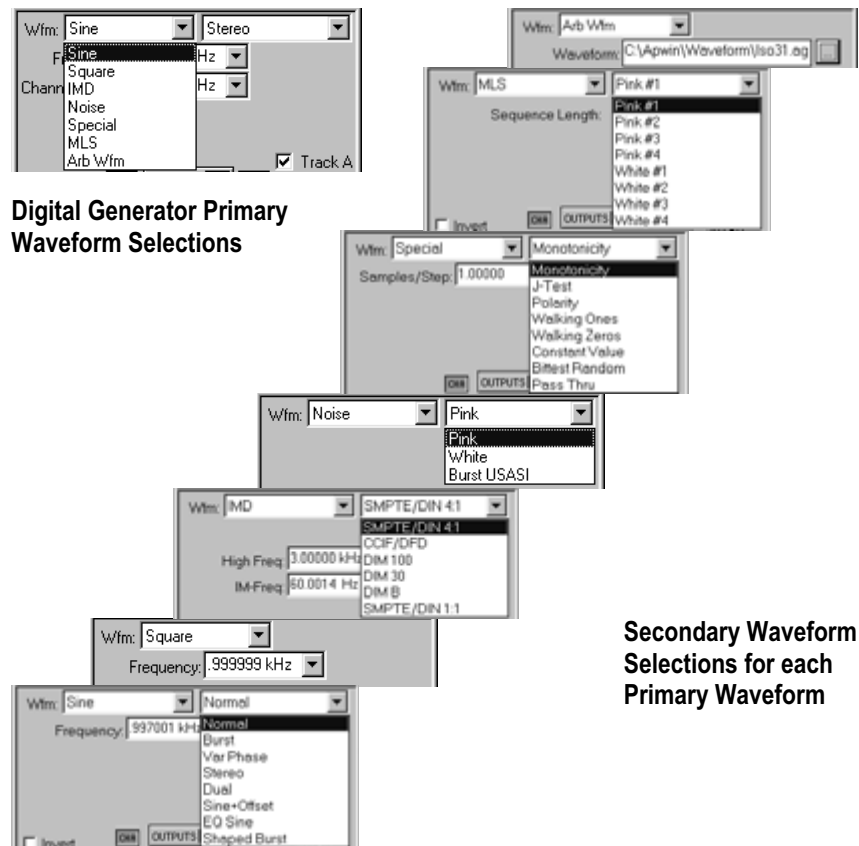 Wfm: Sine Stereo
Sine
Square
IMD
Noise
Special
MLS
Arb Wfm
Hz
Hz
Chann
Track A
Digital Generator Primary
Waveform Selections
Wfm: Arb Wfm
Waveform: C:\Apwin\Waveform\Iso31.ag
Wfm: MLS Pink #1
Sequence Length:
Pink #1
Pink #2
Pink #3
Pink #4
White #1
White #2
White #3
White #4
Invert OUTPUTS
Wfm: Special Monotonicity
Samples/Step: 1.00000
Monotonicity
J-Test
Polarity
Walking Ones
Walking Zeros
Constant Value
Bittest Random
Pass Thru
OUTPUTS
Wfm: Noise Pink
Pink
White
Burst USASI
Wfm: IMD SMPTE/DIN 4:1
SMPTE/DIN 4:1
CCIF/DFD
DIM 100
DIM 30
DIM B
SMPTE/DIN 1:1
High Freq: 3.00000 kHz
IM-Freq: 60.0014 Hz
Wfm: Square
Frequency: .999999 kHz
Secondary Waveform
Selections for each
Primary Waveform
Wfm: Sine Normal
Frequency: .997001 kHz
Normal
Burst
Var Phase
Stereo
Dual
Sine+Offset
EQ Sine
Shaped Burst
Invert OUTPUTS